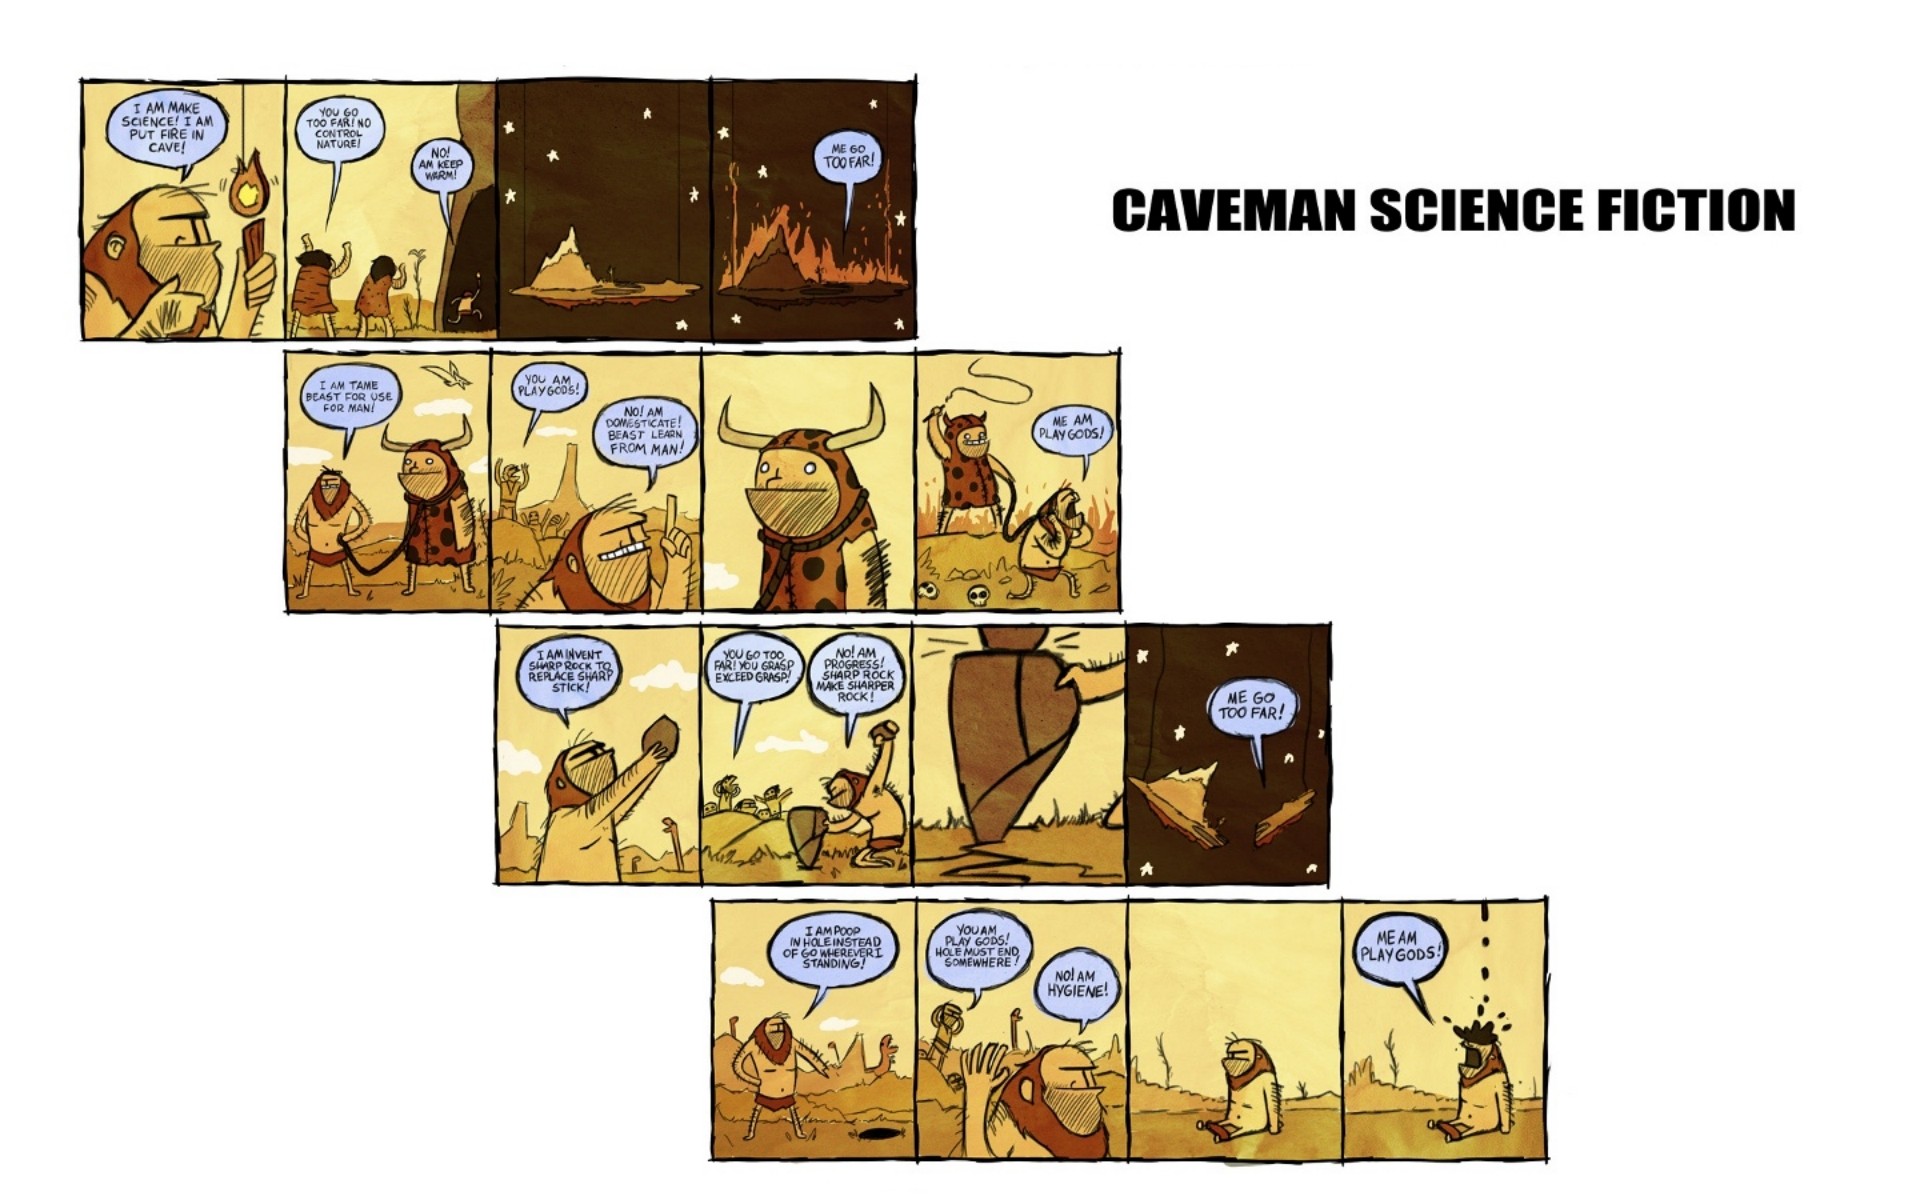 I AM MAKE
SCIENCE! I AM
PUT FIRE IN
CAVE!
YOU GO
TOO FAR! NO
CONTROL
NATURE!
NO!
AM KEEP
WARM!
ME GO
TOO FAR!
CAVEMAN SCIENCE FICTION
I AM TAME
BEAST FOR USE
FOR MAN!
YOU AM
PLAY GODS!
NO! AM
DOMESTICATE!
BEAST LEARN
FROM MAN!
ME AM
PLAY GODS!
I AM INVENT
SHARP ROCK TO
REPLACE SHARP
STICK!
YOU GO TOO
FAR! YOU GRASP
EXCEED GRASP!
NO! AM
PROGRESS!
SHARP ROCK
MAKE SHARPER
ROCK!
ME GO
TOO FAR!
I AM POOP
IN HOLE INSTEAD
OF GO WHEREVER I
STANDING!
YOU AM
PLAY GODS!
HOLE MUST END
SOMEWHERE!
NO! AM
HYGIENE!
ME AM
PLAY GODS!